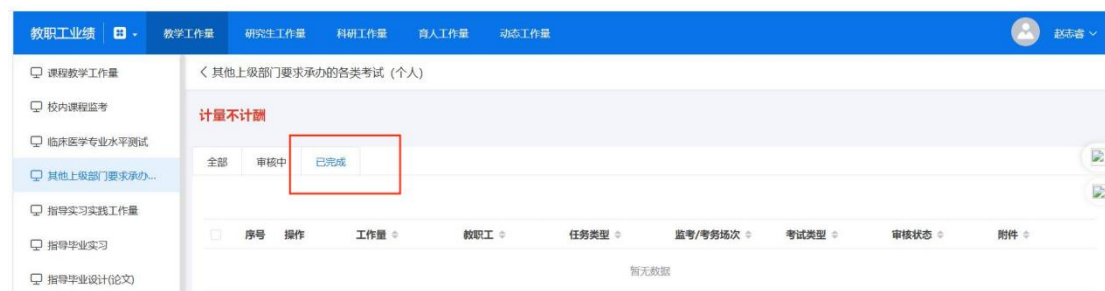 教职工业绩 教学工作量 研究生工作量 科研工作量 育人工作量 动态工作量 赵志睿
课程教学工作量
校内课程监考
临床医学专业水平测试
其他上级部门要求承办...
指导实习实践工作量
指导毕业实习
指导毕业设计(论文)
< 其他上级部门要求承办的各类考试 (个人)
计量不计酬
全部 审核中 已完成
序号 操作 工作量 教职工 任务类型 监考/考务场次 考试类型 审核状态 附件
暂无数据